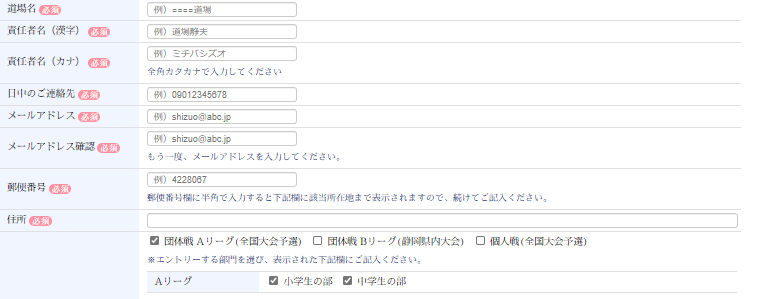 道場名 必須 例）====道場
責任者名（漢字） 必須 例）道場静夫
責任者名（カナ） 必須 例）ミチバシズオ
全角カタカナで入力してください
日中のご連絡先 必須 例）09012345678
メールアドレス 必須 例）shizuo@abc.jp
メールアドレス確認 必須 例）shizuo@abc.jp
もう一度、メールアドレスを入力してください。
郵便番号 必須 例）4228067
郵便番号欄に半角で入力すると下記欄に該当所在地まで表示されますので、続けてご記入ください。
住所 必須
団体戦 Aリーグ(全国大会予選) 団体戦 Bリーグ(静岡県内大会) 個人戦(全国大会予選)
※エントリーする部門を選び、表示された下記欄にご記入ください。
Aリーグ 小学生の部 中学生の部